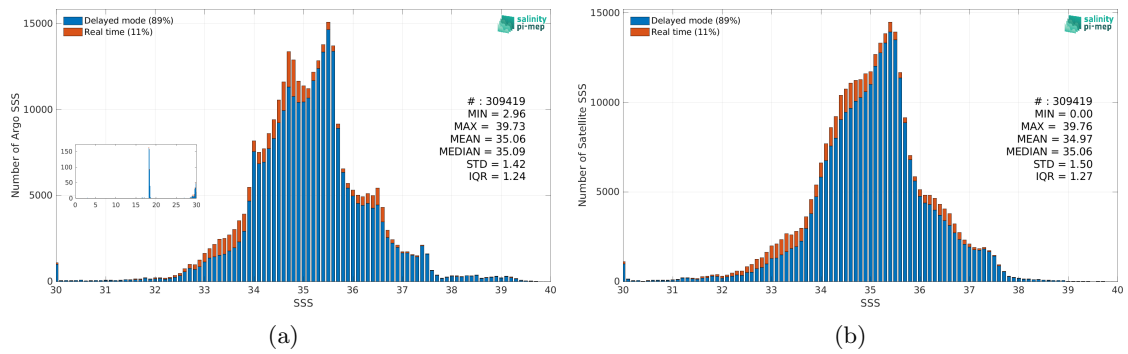 Delayed mode (89%)
Real time (11%)
salinity
pi-mep
15000
10000
5000
0
Number of Argo SSS
# : 309419
MIN = 2.96
MAX = 39.73
MEAN = 35.06
MEDIAN = 35.09
STD = 1.42
IQR = 1.24
150
100
50
0
0 5 10 15 20 25 30
30 31 32 33 34 35 36 37 38 39 40
SSS
(a)
Delayed mode (89%)
Real time (11%)
salinity
pi-mep
15000
10000
5000
0
Number of Satellite SSS
# : 309419
MIN = 0.00
MAX = 39.76
MEAN = 34.97
MEDIAN = 35.06
STD = 1.50
IQR = 1.27
30 31 32 33 34 35 36 37 38 39 40
SSS
(b)